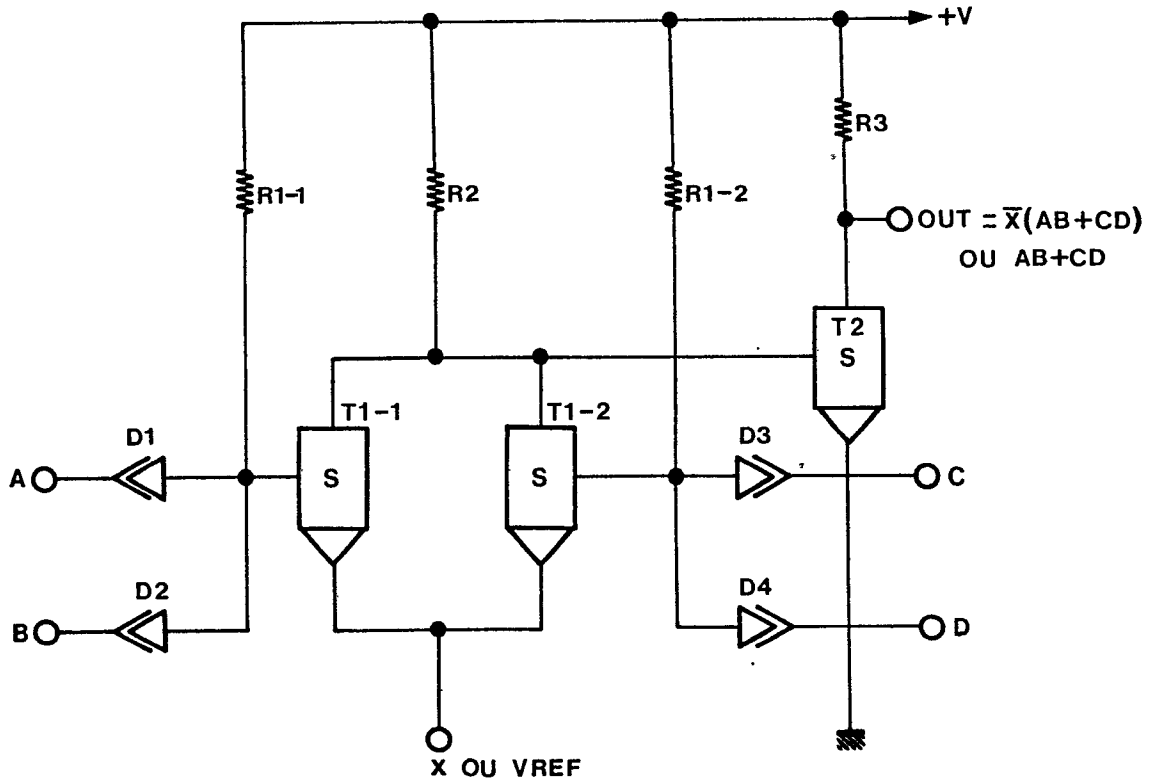 +V
R3
R1-1
R2
R1-2
OUT = X̅(AB+CD)
OU AB+CD
T2
S
T1-1
T1-2
D1
D3
A
S
S
C
D2
D4
B
D
X OU VREF